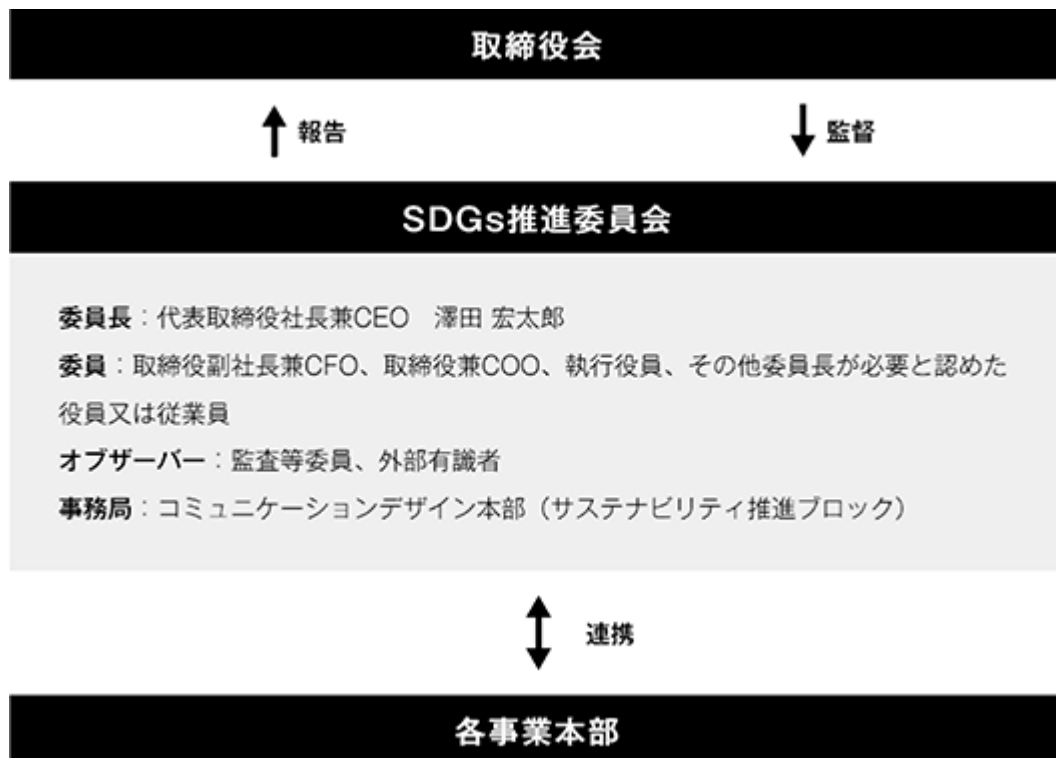 取締役会
報告
監督
SDGs推進委員会
委員長：代表取締役社長兼CEO　澤田 宏太郎
委員：取締役副社長兼CFO、取締役兼COO、執行役員、その他委員長が必要と認めた
役員又は従業員
オブザーバー：監査等委員、外部有識者
事務局：コミュニケーションデザイン本部（サステナビリティ推進ブロック）
連携
各事業本部